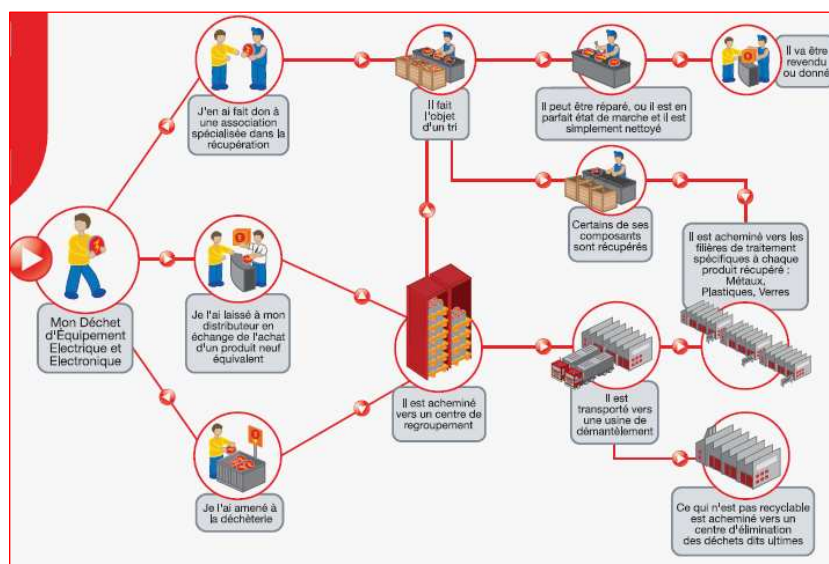 J'en ai fait don à
une association
spécialisée dans la
récupération
Il fait
l'objet
d'un tri
Il peut être réparé, ou il est en
parfait état de marche et il est
simplement nettoyé
Il va être
revendu
ou donné
Certains de ses
composants
sont récupérés
Il est acheminé vers les
filières de traitement
spécifiques à chaque
produit récupéré :
Métaux,
Plastiques, Verres
Mon Déchet
d'Équipement
Electrique et
Electronique
Je l'ai laissé à mon
distributeur en
échange de l'achat
d'un produit neuf
équivalent
Il est acheminé
vers un centre de
regroupement
Il est
transporté vers
une usine de
démantèlement
Je l'ai amené à
la déchèterie
Ce qui n'est pas recyclable
est acheminé vers un
centre d'élimination
des déchets dits ultimes